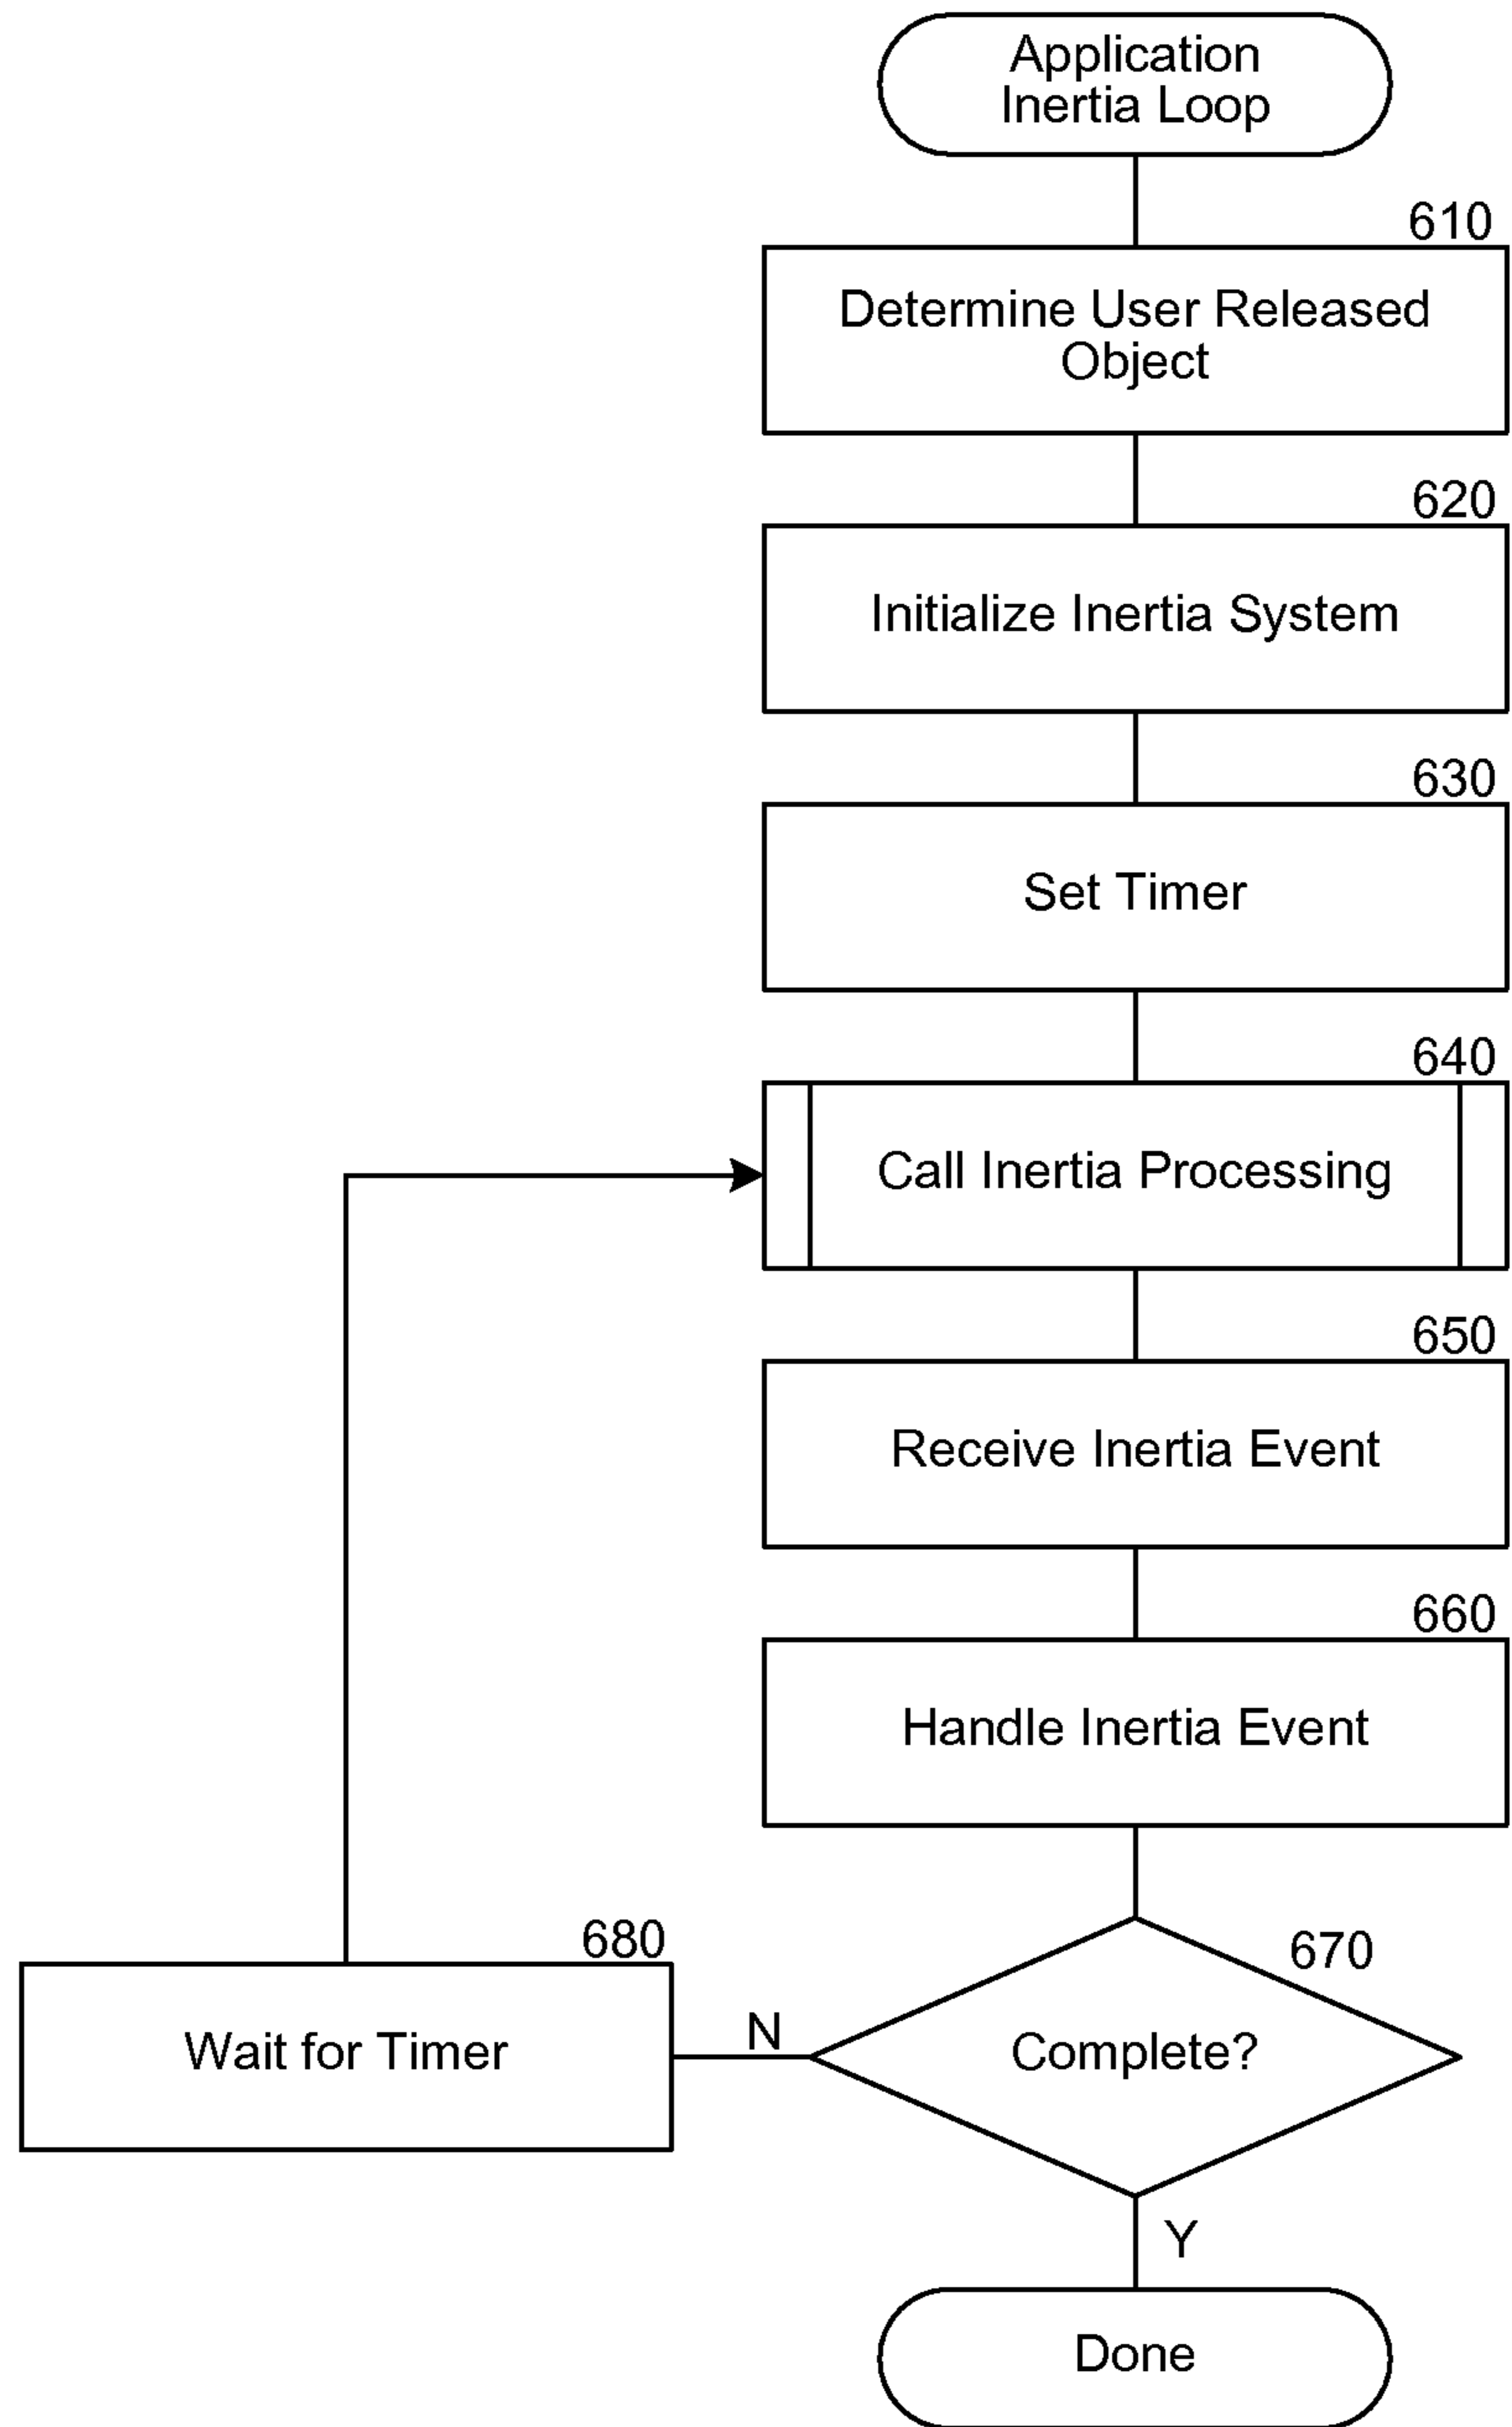 Application
Inertia Loop
610
Determine User Released
Object
620
Initialize Inertia System
630
Set Timer
640
Call Inertia Processing
650
Receive Inertia Event
660
Handle Inertia Event
670
Complete?
N
680
Wait for Timer
Y
Done